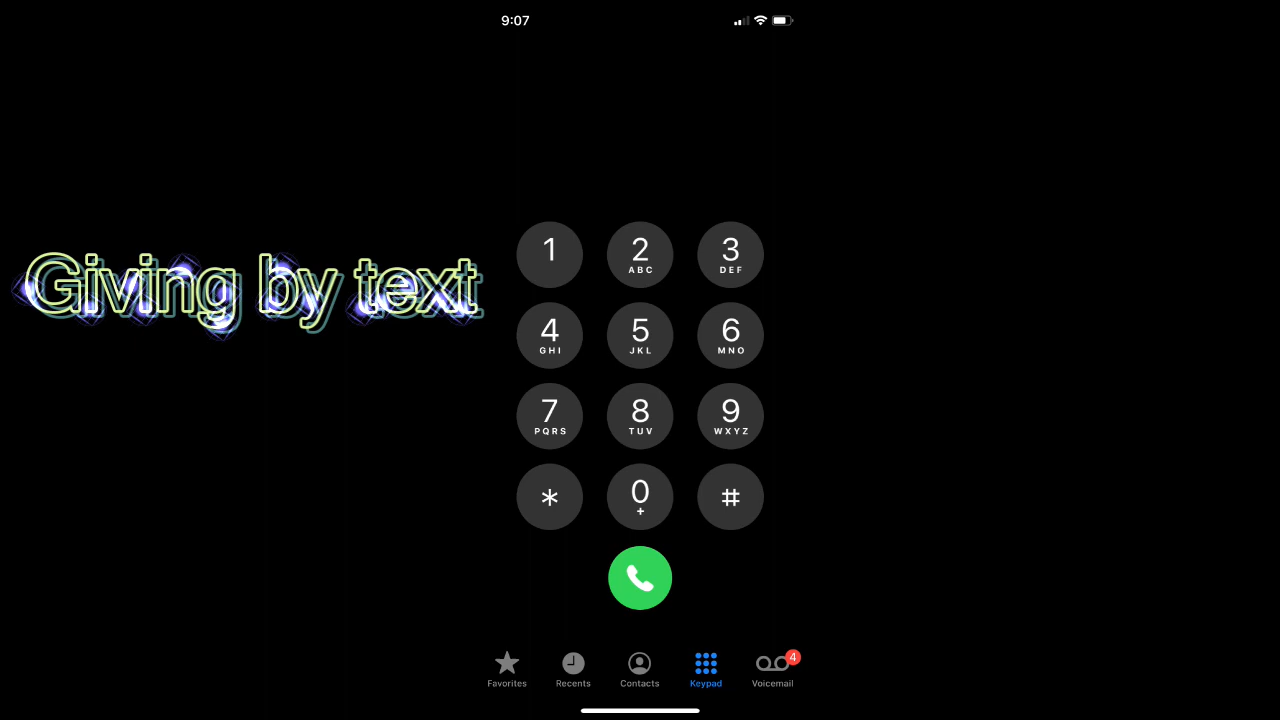 9:07
Giving by text
1
2
ABC
3
DEF
4
GHI
5
JKL
6
MNO
7
PQRS
8
TUV
9
WXYZ
*
0
+
#
4
Favorites
Recents
Contacts
Keypad
Voicemail